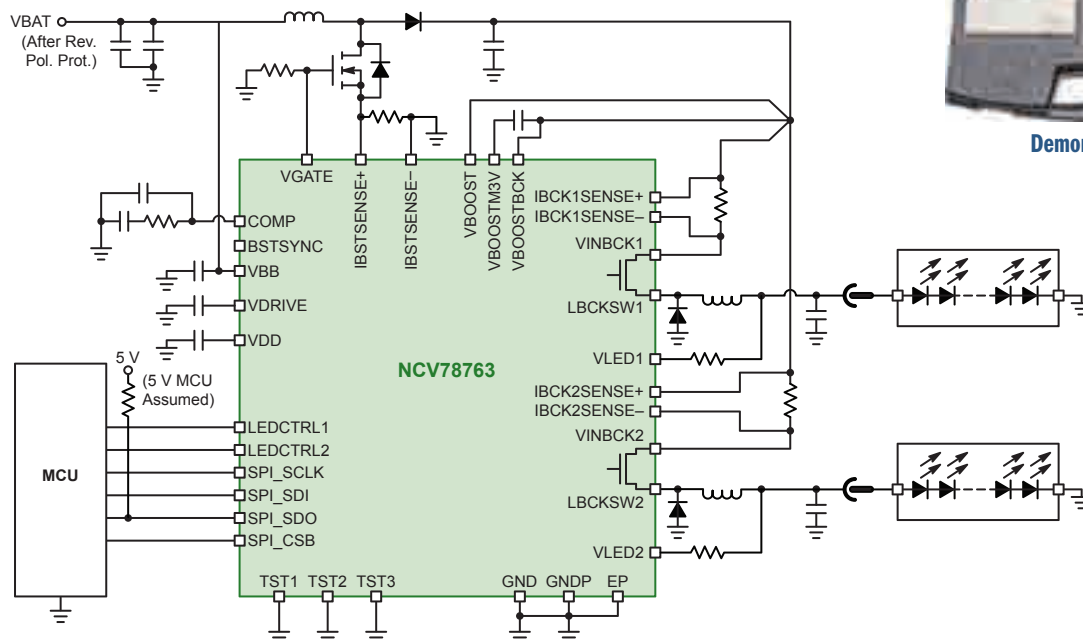 VBAT
(After Rev.
Pol. Prot.)
Demon
VGATE
IBSTSENSE+
IBSTSENSE–
VBOOST
VBOOSTM3V
VBOOSTBCK
COMP
BSTSYNC
VBB
VDRIVE
VDD
IBCK1SENSE+
IBCK1SENSE–
VINBCK1
LBCKSW1
VLED1
IBCK2SENSE+
IBCK2SENSE–
VINBCK2
LBCKSW2
VLED2
NCV78763
5 V
(5 V MCU
Assumed)
MCU
LEDCTRL1
LEDCTRL2
SPI_SCLK
SPI_SDI
SPI_SDO
SPI_CSB
TST1
TST2
TST3
GND
GNDP
EP